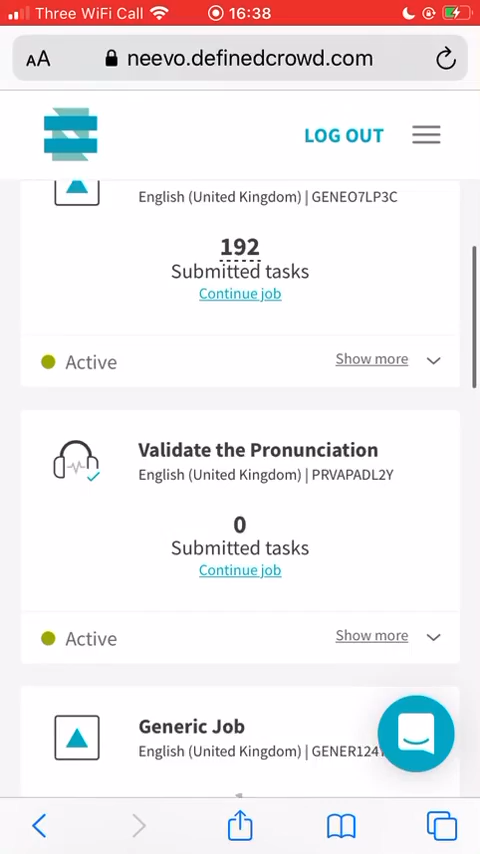 Three WiFi Call 16:38
AA neevo.definedcrowd.com
LOG OUT
English (United Kingdom) | GENEO7LP3C
192
Submitted tasks
Continue job
Active Show more
Validate the Pronunciation
English (United Kingdom) | PRVAPADL2Y
0
Submitted tasks
Continue job
Active Show more
Generic Job
English (United Kingdom) | GENER124